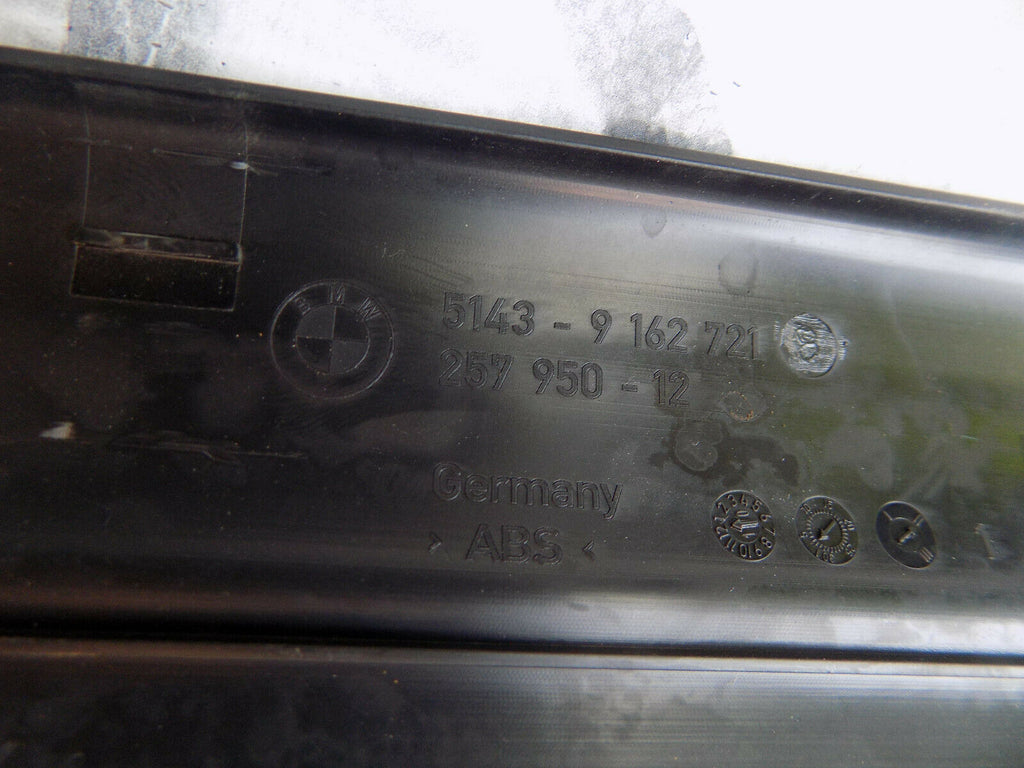 BMW
5143 - 9 162 721
257 950 - 12
Germany
> ABS <